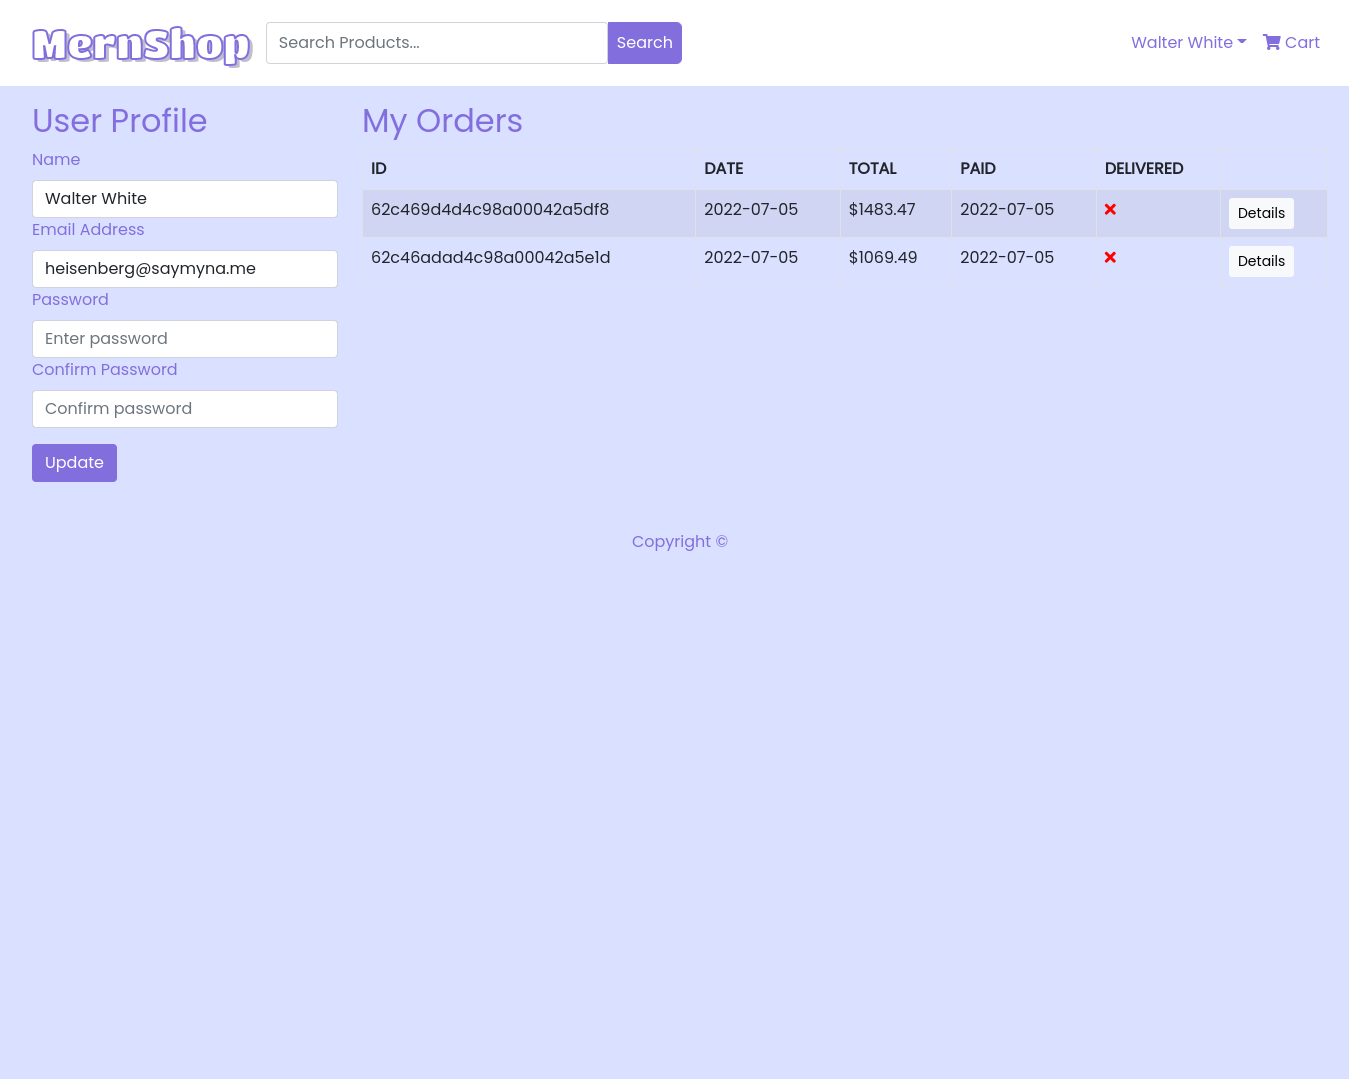 MernShop
Search Products...
Search
Walter White
Cart
User Profile
Name
Walter White
Email Address
heisenberg@saymyna.me
Password
Enter password
Confirm Password
Confirm password
Update
My Orders
ID DATE TOTAL PAID DELIVERED
62c469d4d4c98a00042a5df8 2022-07-05 $1483.47 2022-07-05 Details
62c46adad4c98a00042a5e1d 2022-07-05 $1069.49 2022-07-05 Details
Copyright ©